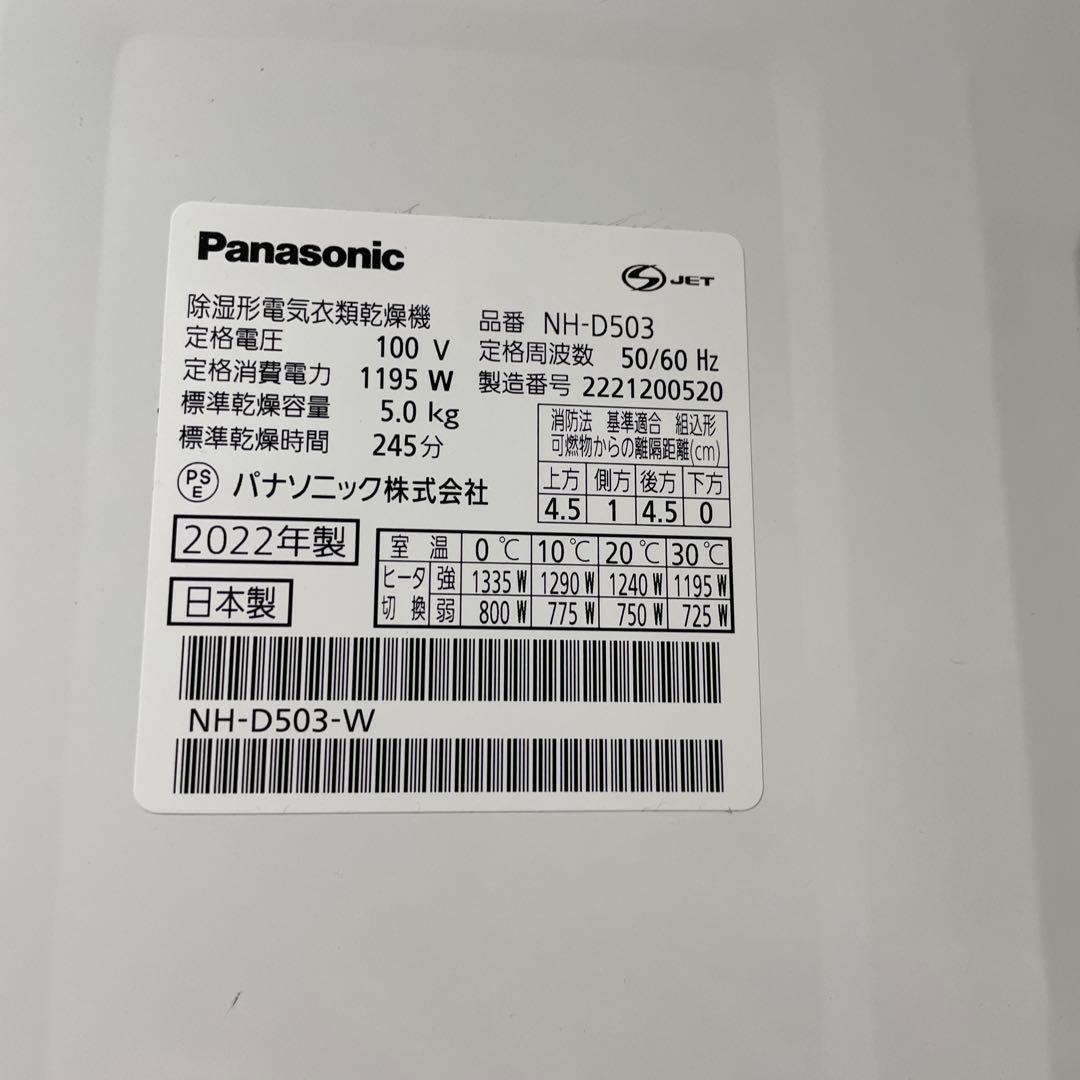 Panasonic
S JET
除湿形電気衣類乾燥機 品番 NH-D503
定格電圧 100 V 定格周波数 50/60 Hz
定格消費電力 1195 W 製造番号 2221200520
標準乾燥容量 5.0 kg
標準乾燥時間 245分
消防法 基準適合 組込形
可燃物からの離隔距離(cm)
上方 側方 後方 下方
4.5 1 4.5 0
PS E パナソニック株式会社
2022年製
日本製
室温 0℃ 10℃ 20℃ 30℃
ヒータ 強 1335 W 1290 W 1240 W 1195 W
切換 弱 800 W 775 W 750 W 725 W
NH-D503-W